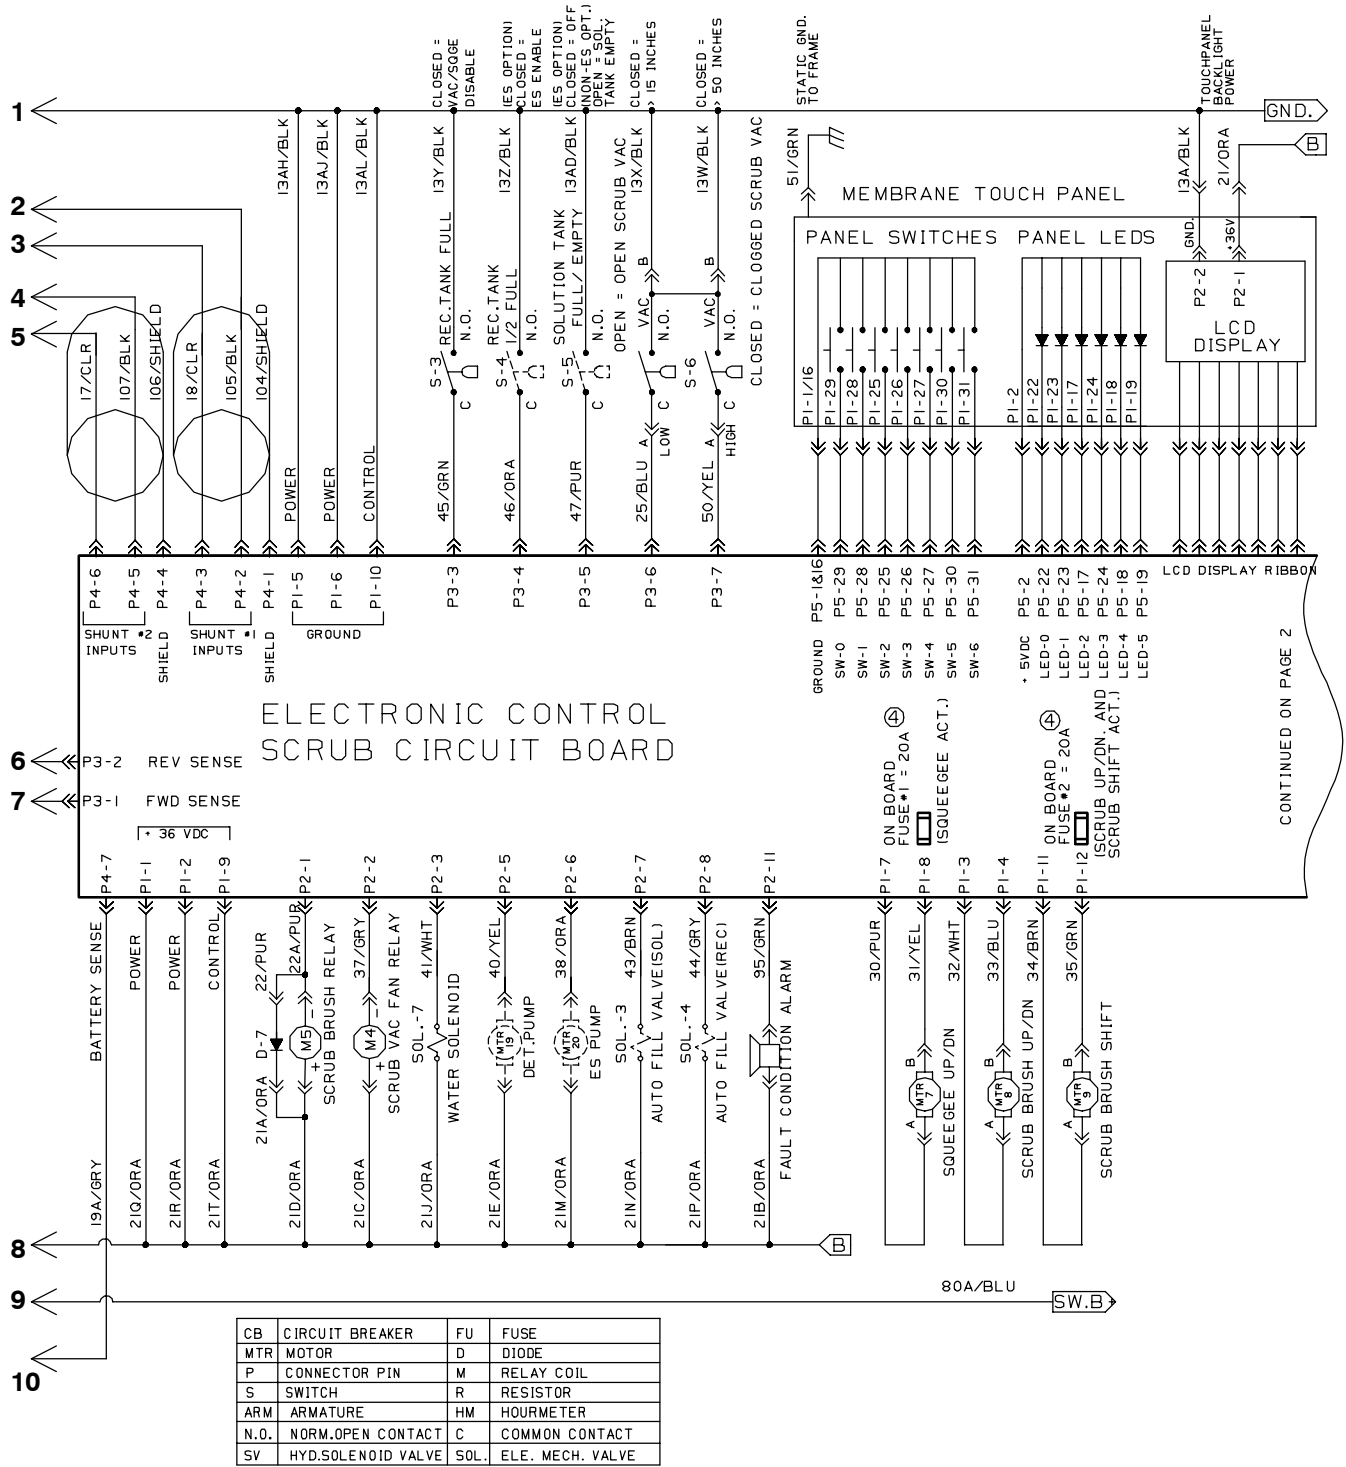 CLOSED =
VAC/SQGE
DISABLE
(ES OPTION)
CLOSED =
ES ENABLE
(ES OPTION)
CLOSED = OFF
(NON-ES OPT.)
OPEN = SOL.
TANK EMPTY
CLOSED =
> 15 INCHES
CLOSED =
> 50 INCHES
STATIC GND.
TO FRAME
TOUCHPANEL
BACKLIGHT
POWER
1
GND.
13AH/BLK
13AJ/BLK
13AL/BLK
13Y/BLK
13Z/BLK
13AD/BLK
13X/BLK
13W/BLK
51/GRN
13A/BLK
21/ORA
B
2
3
4
5
MEMBRANE TOUCH PANEL
PANEL SWITCHES
PANEL LEDS
GND.
+36V
P2-2
P2-1
LCD
DISPLAY
17/CLR
107/BLK
106/SHIELD
18/CLR
105/BLK
104/SHIELD
REC.TANK FULL
S-3
N.O.
C
REC.TANK
1/2 FULL
S-4
N.O.
C
SOLUTION TANK
FULL/ EMPTY
S-5
N.O.
C
OPEN = OPEN SCRUB VAC
B
VAC
N.O.
C
A
LOW
B
VAC
S-6
N.O.
C
A
HIGH
CLOSED = CLOGGED SCRUB VAC
P1-1/16
P1-29
P1-28
P1-25
P1-26
P1-27
P1-30
P1-31
P1-2
P1-22
P1-23
P1-17
P1-24
P1-18
P1-19
POWER
POWER
CONTROL
45/GRN
46/ORA
47/PUR
25/BLU
50/YEL
P4-6
P4-5
P4-4
P4-3
P4-2
P4-1
P1-5
P1-6
P1-10
P3-3
P3-4
P3-5
P3-6
P3-7
P5-1&16
P5-29
P5-28
P5-25
P5-26
P5-27
P5-30
P5-31
P5-2
P5-22
P5-23
P5-17
P5-24
P5-18
P5-19
LCD DISPLAY RIBBON
SHUNT #2
INPUTS
SHIELD
SHUNT #1
INPUTS
SHIELD
GROUND
GROUND
SW-0
SW-1
SW-2
SW-3
SW-4
SW-5
SW-6
+ 5VDC
LED-0
LED-1
LED-2
LED-3
LED-4
LED-5
CONTINUED ON PAGE 2
ELECTRONIC CONTROL
SCRUB CIRCUIT BOARD
4
ON BOARD
FUSE#1 = 20A
(SQUEEGEE ACT.)
4
ON BOARD
FUSE#2 = 20A
(SCRUB UP/DN. AND
SCRUB SHIFT ACT.)
6
P3-2
REV SENSE
7
P3-1
FWD SENSE
+ 36 VDC
P4-7
P1-1
P1-2
P1-9
P2-1
P2-2
P2-3
P2-5
P2-6
P2-7
P2-8
P2-11
P1-7
P1-8
P1-3
P1-4
P1-11
P1-12
BATTERY SENSE
POWER
POWER
CONTROL
22/PUR
22A/PUR
37/GRY
41/WHT
40/YEL
38/ORA
43/BRN
44/GRY
95/GRN
30/PUR
31/YEL
32/WHT
33/BLU
34/BRN
35/GRN
D-7
21A/ORA
M5
-
+
SCRUB BRUSH RELAY
M4
-
+
SCRUB VAC FAN RELAY
SOL.-7
WATER SOLENOID
MTR
19
DET.PUMP
MTR
20
ES PUMP
SOL.-3
AUTO FILL VALVE(SOL)
SOL.-4
AUTO FILL VALVE(REC)
FAULT CONDITION ALARM
B
MTR
7
A
SQUEEGEE UP/DN
B
MTR
8
A
SCRUB BRUSH UP/DN
B
MTR
9
A
SCRUB BRUSH SHIFT
19A/GRY
21Q/ORA
21R/ORA
21T/ORA
21D/ORA
21C/ORA
21J/ORA
21E/ORA
21M/ORA
21N/ORA
21P/ORA
21B/ORA
8
B
9
80A/BLU
SW.B
10
CB CIRCUIT BREAKER FU FUSE
MTR MOTOR D DIODE
P CONNECTOR PIN M RELAY COIL
S SWITCH R RESISTOR
ARM ARMATURE HM HOURMETER
N.O. NORM.OPEN CONTACT C COMMON CONTACT
SV HYD.SOLENOID VALVE SOL. ELE. MECH. VALVE